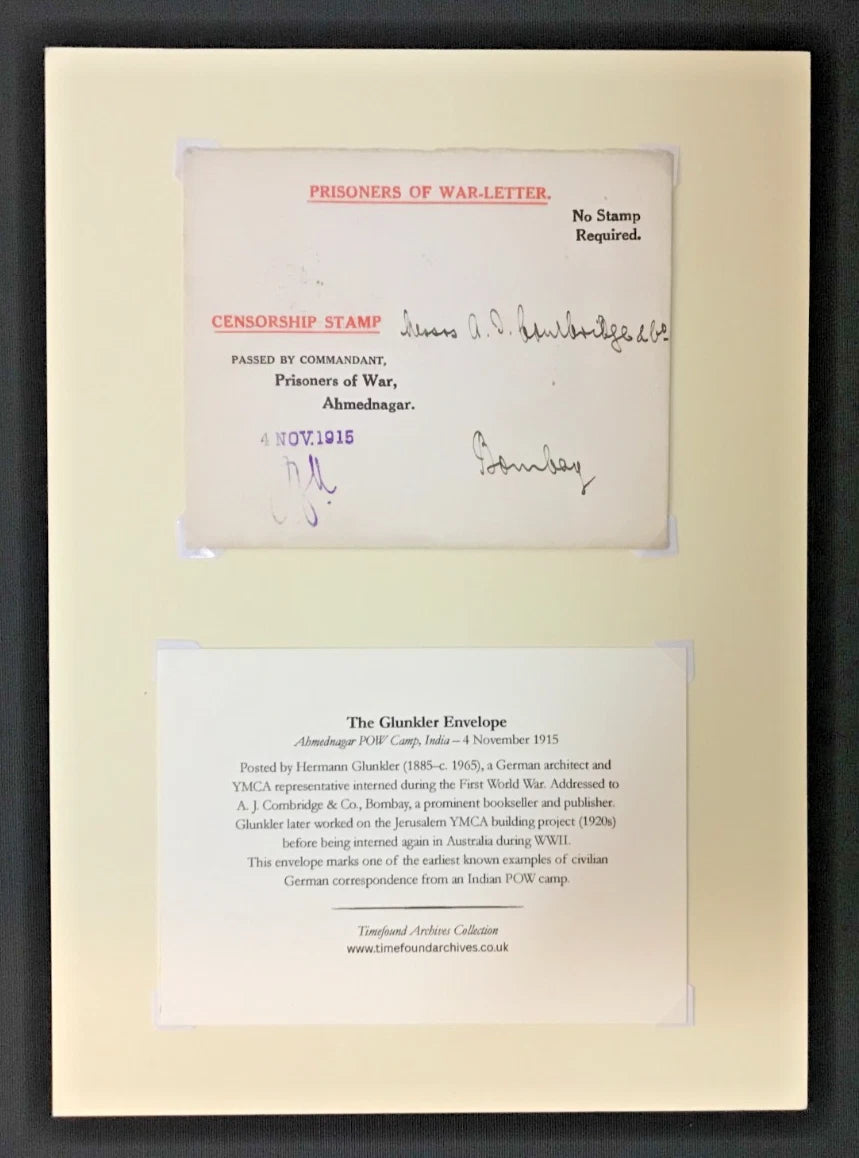 PRISONERS OF WAR-LETTER.
No Stamp
Required.
CENSORSHIP STAMP
Messrs A. J. Combridge & Co.
PASSED BY COMMANDANT,
Prisoners of War,
Ahmednagar.
4 NOV.1915
Bombay
The Glunkler Envelope
Ahmednagar POW Camp, India – 4 November 1915
Posted by Hermann Glunkler (1885–c. 1965), a German architect and
YMCA representative interned during the First World War. Addressed to
A. J. Combridge & Co., Bombay, a prominent bookseller and publisher.
Glunkler later worked on the Jerusalem YMCA building project (1920s)
before being interned again in Australia during WWII.
This envelope marks one of the earliest known examples of civilian
German correspondence from an Indian POW camp.
Timefound Archives Collection
www.timefoundarchives.co.uk